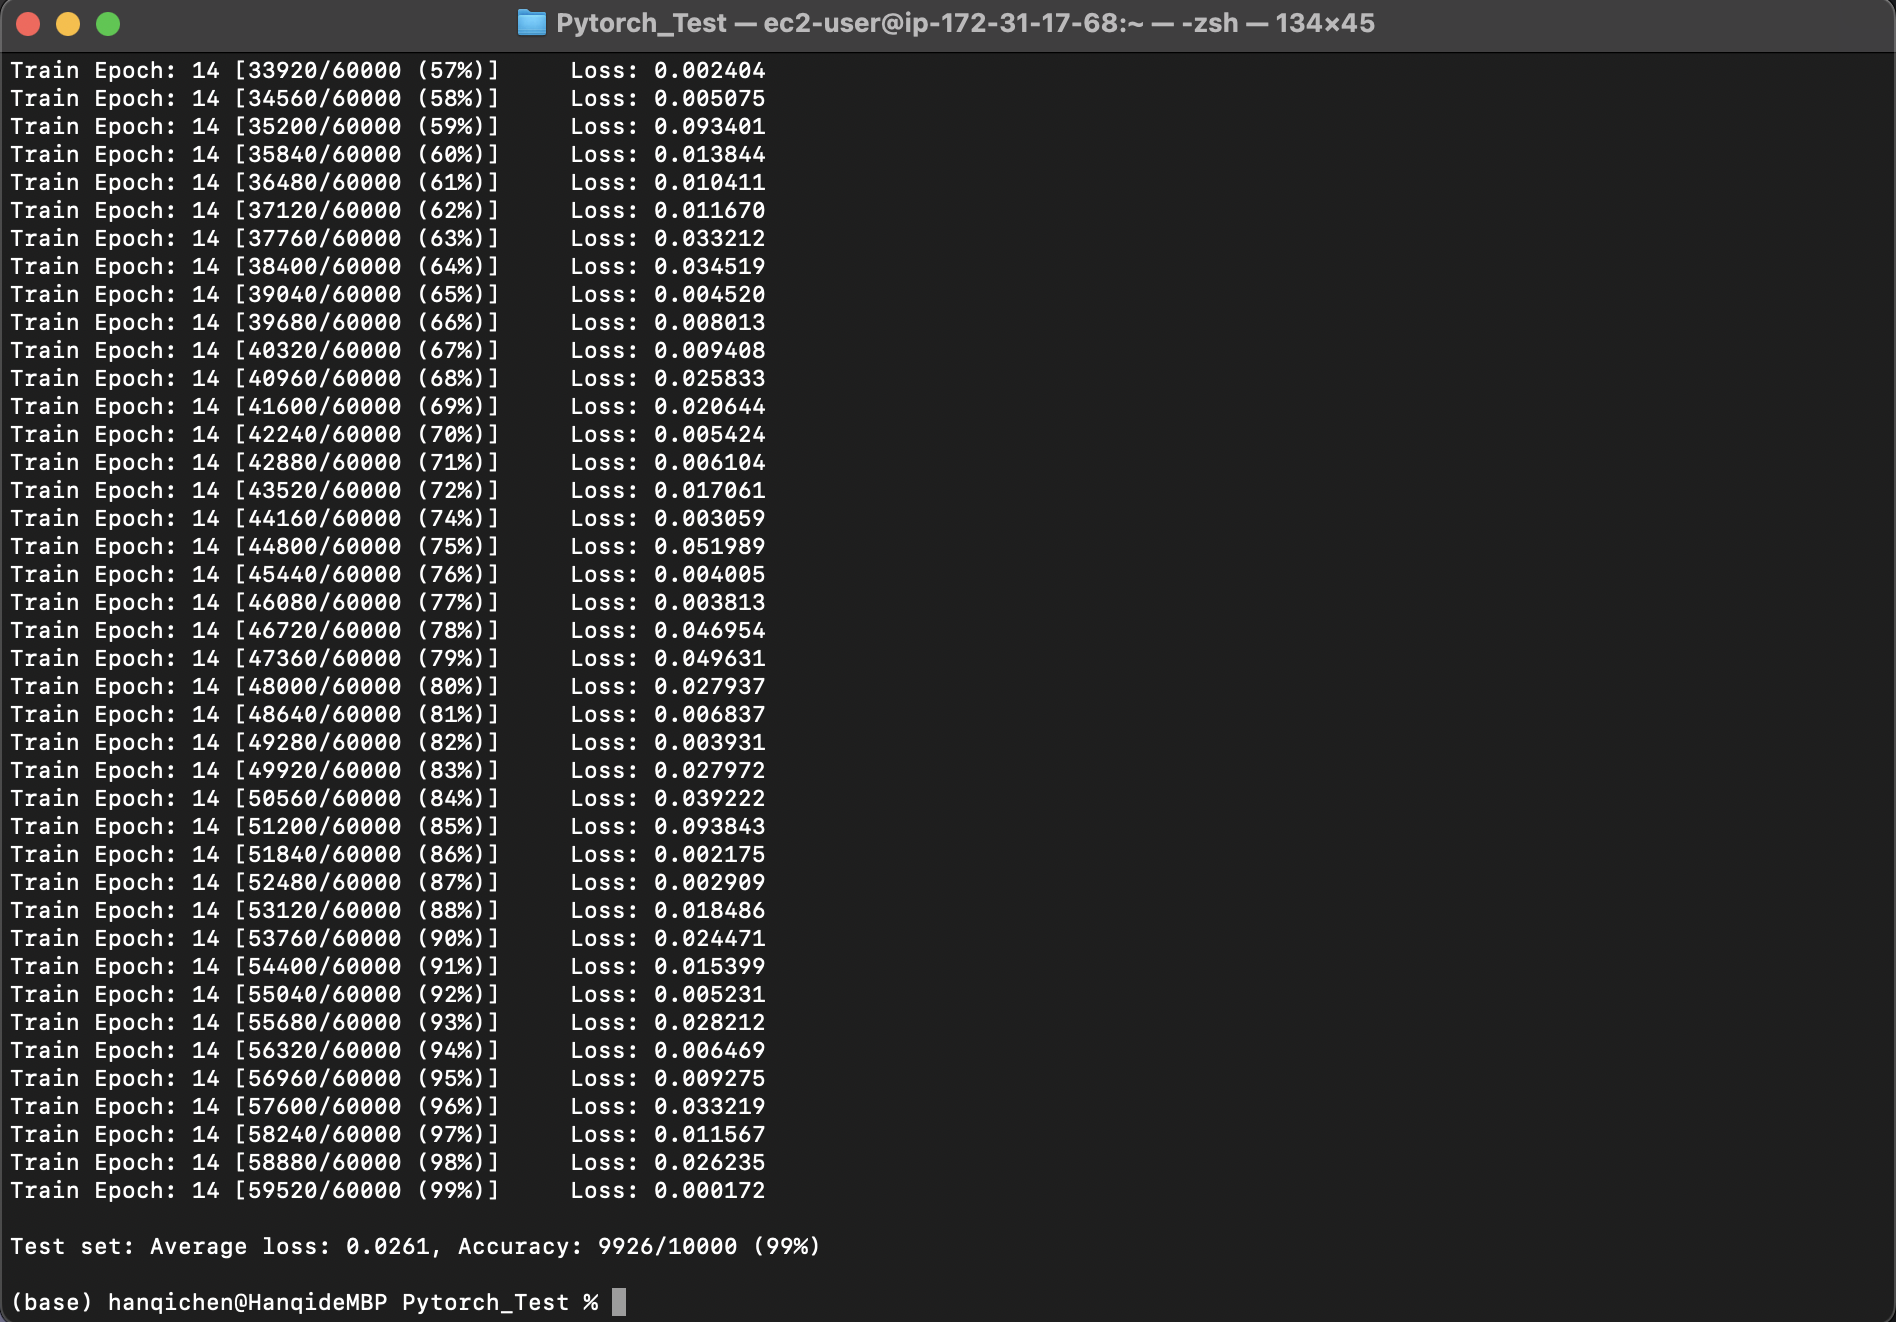 Pytorch_Test — ec2-user@ip-172-31-17-68:~ — -zsh — 134×45
Train Epoch: 14 [33920/60000 (57%)]	Loss: 0.002404
Train Epoch: 14 [34560/60000 (58%)]	Loss: 0.005075
Train Epoch: 14 [35200/60000 (59%)]	Loss: 0.093401
Train Epoch: 14 [35840/60000 (60%)]	Loss: 0.013844
Train Epoch: 14 [36480/60000 (61%)]	Loss: 0.010411
Train Epoch: 14 [37120/60000 (62%)]	Loss: 0.011670
Train Epoch: 14 [37760/60000 (63%)]	Loss: 0.033212
Train Epoch: 14 [38400/60000 (64%)]	Loss: 0.034519
Train Epoch: 14 [39040/60000 (65%)]	Loss: 0.004520
Train Epoch: 14 [39680/60000 (66%)]	Loss: 0.008013
Train Epoch: 14 [40320/60000 (67%)]	Loss: 0.009408
Train Epoch: 14 [40960/60000 (68%)]	Loss: 0.025833
Train Epoch: 14 [41600/60000 (69%)]	Loss: 0.020644
Train Epoch: 14 [42240/60000 (70%)]	Loss: 0.005424
Train Epoch: 14 [42880/60000 (71%)]	Loss: 0.006104
Train Epoch: 14 [43520/60000 (72%)]	Loss: 0.017061
Train Epoch: 14 [44160/60000 (74%)]	Loss: 0.003059
Train Epoch: 14 [44800/60000 (75%)]	Loss: 0.051989
Train Epoch: 14 [45440/60000 (76%)]	Loss: 0.004005
Train Epoch: 14 [46080/60000 (77%)]	Loss: 0.003813
Train Epoch: 14 [46720/60000 (78%)]	Loss: 0.046954
Train Epoch: 14 [47360/60000 (79%)]	Loss: 0.049631
Train Epoch: 14 [48000/60000 (80%)]	Loss: 0.027937
Train Epoch: 14 [48640/60000 (81%)]	Loss: 0.006837
Train Epoch: 14 [49280/60000 (82%)]	Loss: 0.003931
Train Epoch: 14 [49920/60000 (83%)]	Loss: 0.027972
Train Epoch: 14 [50560/60000 (84%)]	Loss: 0.039222
Train Epoch: 14 [51200/60000 (85%)]	Loss: 0.093843
Train Epoch: 14 [51840/60000 (86%)]	Loss: 0.002175
Train Epoch: 14 [52480/60000 (87%)]	Loss: 0.002909
Train Epoch: 14 [53120/60000 (88%)]	Loss: 0.018486
Train Epoch: 14 [53760/60000 (90%)]	Loss: 0.024471
Train Epoch: 14 [54400/60000 (91%)]	Loss: 0.015399
Train Epoch: 14 [55040/60000 (92%)]	Loss: 0.005231
Train Epoch: 14 [55680/60000 (93%)]	Loss: 0.028212
Train Epoch: 14 [56320/60000 (94%)]	Loss: 0.006469
Train Epoch: 14 [56960/60000 (95%)]	Loss: 0.009275
Train Epoch: 14 [57600/60000 (96%)]	Loss: 0.033219
Train Epoch: 14 [58240/60000 (97%)]	Loss: 0.011567
Train Epoch: 14 [58880/60000 (98%)]	Loss: 0.026235
Train Epoch: 14 [59520/60000 (99%)]	Loss: 0.000172
Test set: Average loss: 0.0261, Accuracy: 9926/10000 (99%)
(base) hanqichen@HanqideMBP Pytorch_Test %